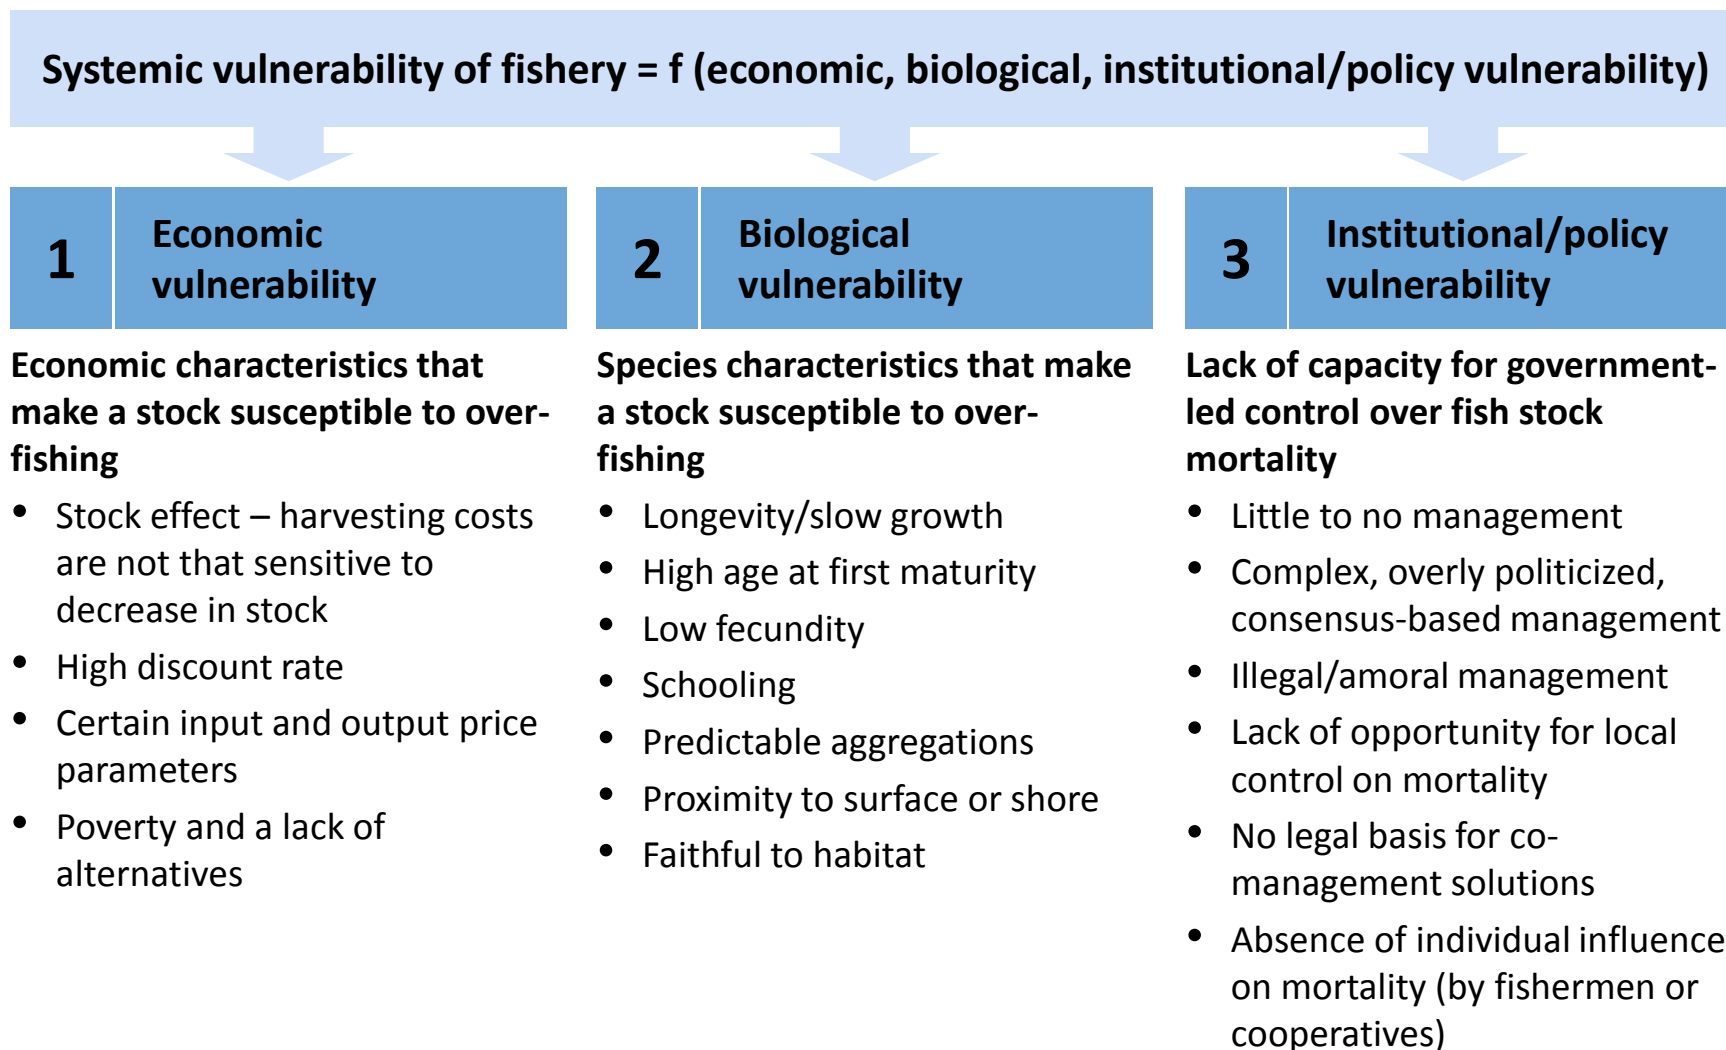 Systemic vulnerability of fishery = f (economic, biological, institutional/policy vulnerability)
1
Economic
vulnerability
Economic characteristics that
make a stock susceptible to over-
fishing
• Stock effect – harvesting costs
are not that sensitive to
decrease in stock
• High discount rate
• Certain input and output price
parameters
• Poverty and a lack of
alternatives
2
Biological
vulnerability
Species characteristics that make
a stock susceptible to over-
fishing
• Longevity/slow growth
• High age at first maturity
• Low fecundity
• Schooling
• Predictable aggregations
• Proximity to surface or shore
• Faithful to habitat
3
Institutional/policy
vulnerability
Lack of capacity for government-
led control over fish stock
mortality
• Little to no management
• Complex, overly politicized,
consensus-based management
• Illegal/amoral management
• Lack of opportunity for local
control on mortality
• No legal basis for co-
management solutions
• Absence of individual influence
on mortality (by fishermen or
cooperatives)